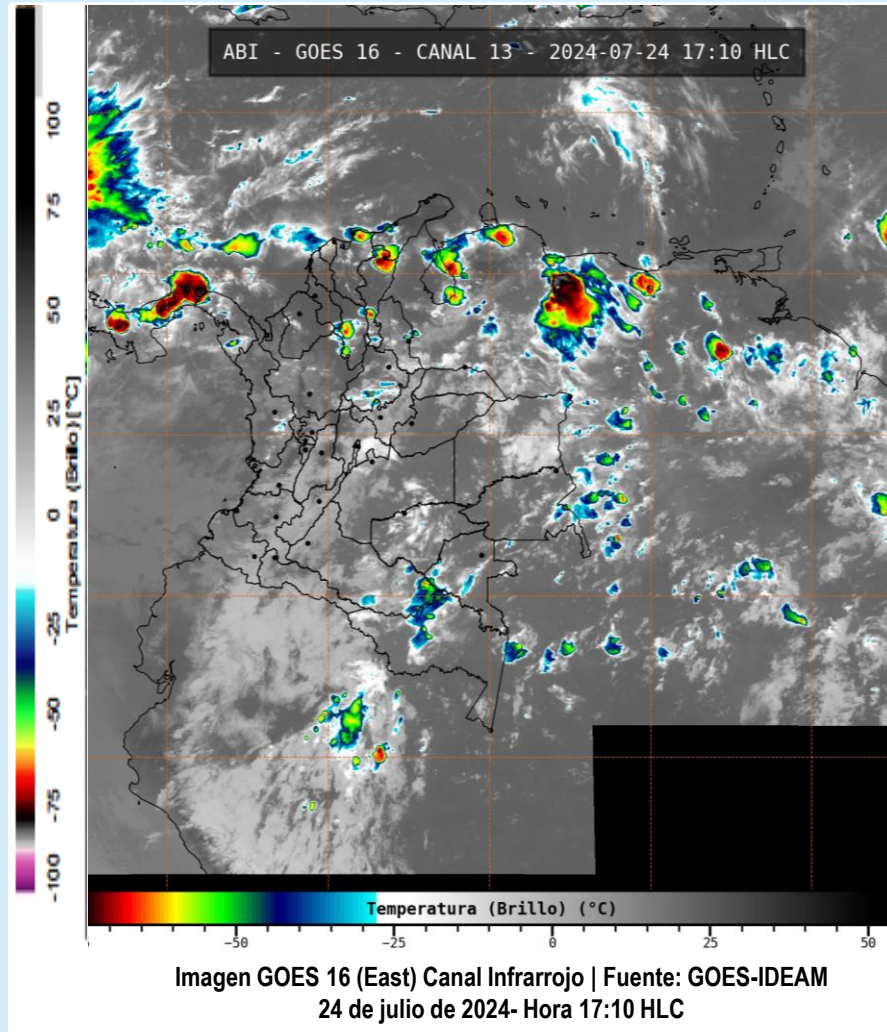 ABI - GOES 16 - CANAL 13 - 2024-07-24 17:10 HLC
100
75
50
25
0
-25
-50
-75
-100
Temperatura (Brillo) [°C]
Temperatura (Brillo) (°C)
−50
−25
0
25
50
Imagen GOES 16 (East) Canal Infrarrojo | Fuente: GOES-IDEAM
24 de julio de 2024- Hora 17:10 HLC